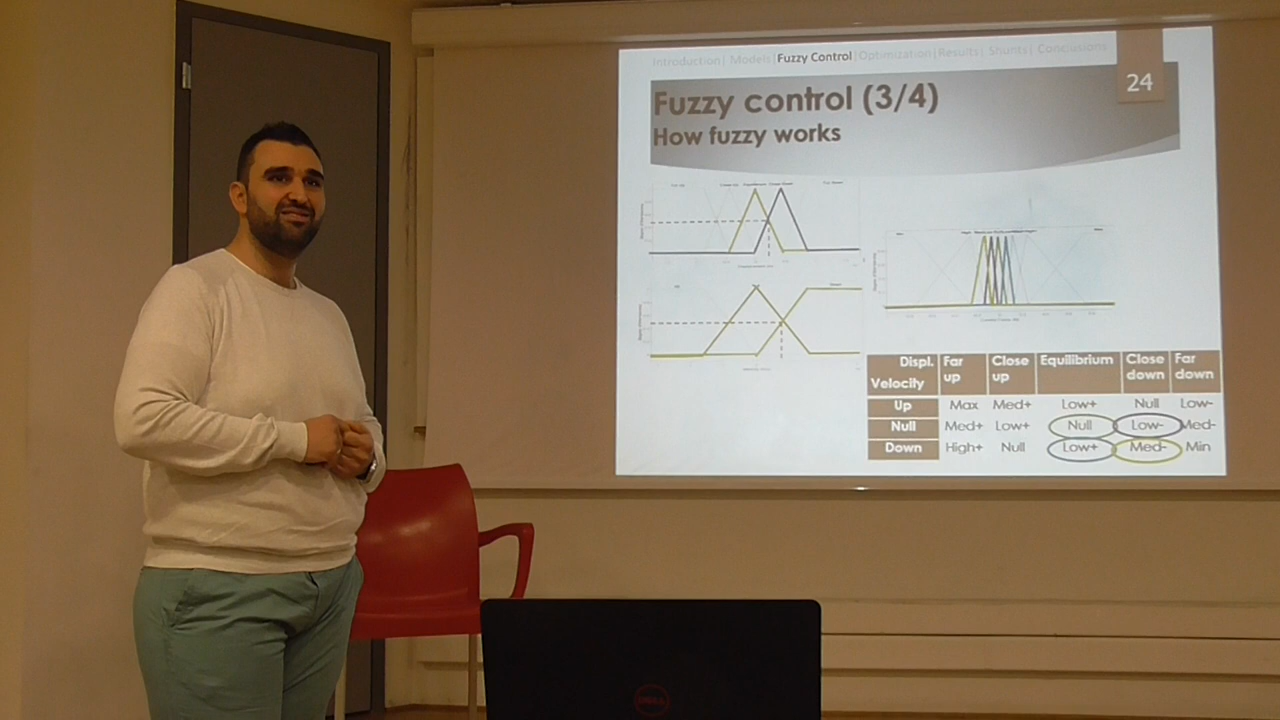 Introduction| Models|Fuzzy Control|Optimization|Results| Shunts| Conclusions
24
Fuzzy control (3/4)
How fuzzy works
Displ. Far up Close up Equilibrium Close down Far down
Velocity
Up Max Med+ Low+ Null Low-
Null Med+ Low+ Null Low- Med-
Down High+ Null Low+ Med- Min
DELL